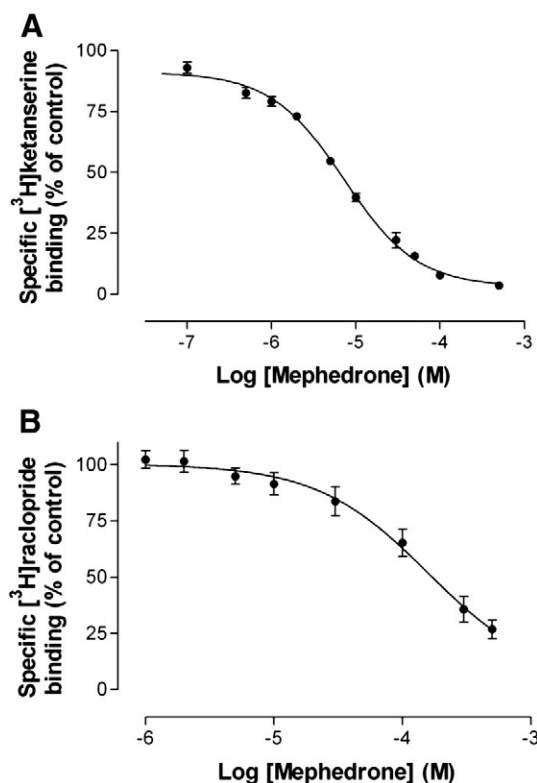 A
Specific [³H]ketanserine
binding (% of control)
100
75
50
25
0
-7
-6
-5
-4
-3
Log [Mephedrone] (M)
B
Specific [³H]raclopride
binding (% of control)
100
75
50
25
0
-6
-5
-4
-3
Log [Mephedrone] (M)